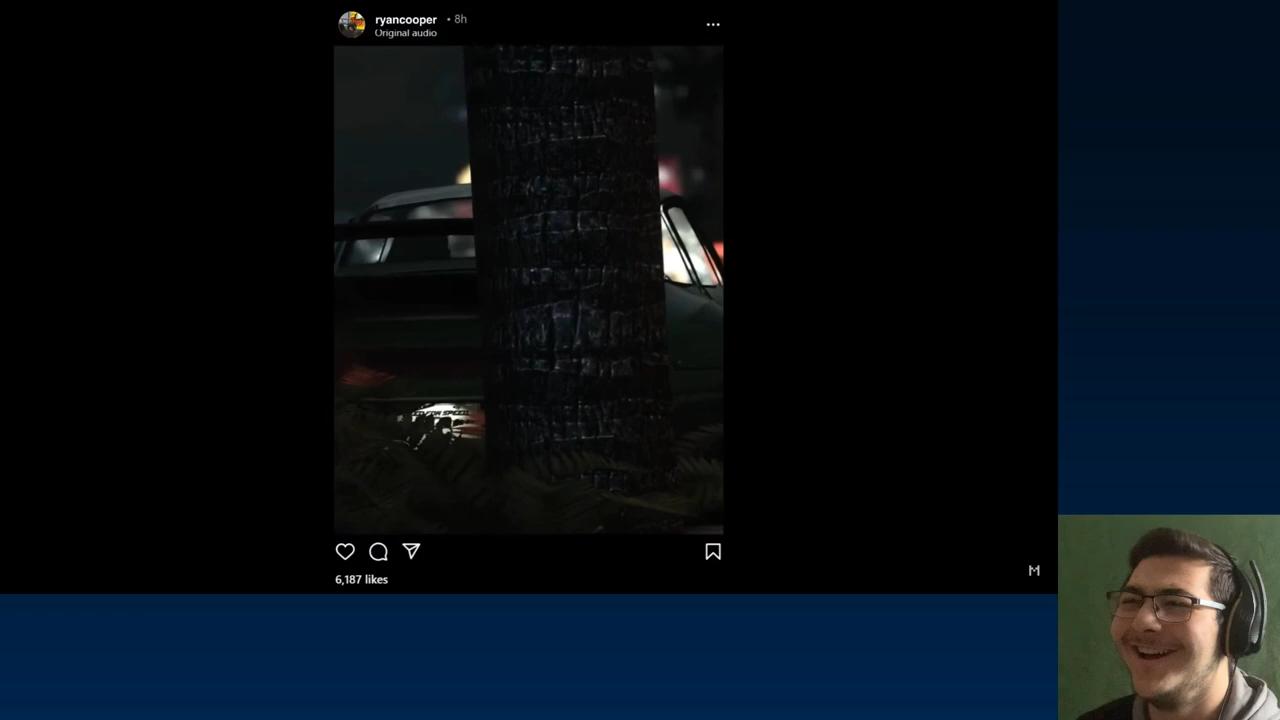 ryancooper • 8h
Original audio
6,187 likes